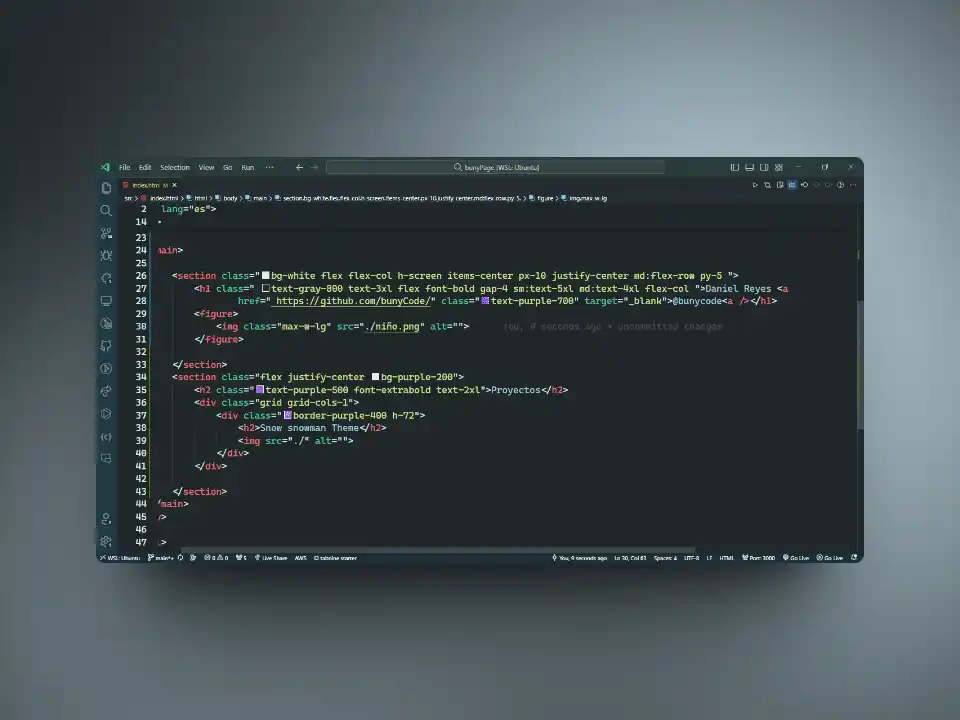 File Edit Selection View Go Run ... bunyPage [WSL: Ubuntu]
index.html M
src > index.html > html > body > main > section.bg-white.flex.flex-col.h-screen.items-center.px-10.justify-center.md:flex-row.py-5. > figure > img.max-w-lg
2 lang="es">
14
23
24 main>
25
26 <section class="bg-white flex flex-col h-screen items-center px-10 justify-center md:flex-row py-5 ">
27 <h1 class=" text-gray-800 text-3xl flex font-bold gap-4 sm:text-5xl md:text-4xl flex-col ">Daniel Reyes <a
28 href=" https://github.com/bunyCode/" class="text-purple-700" target="_blank">@bunycode<a /></h1>
29 <figure>
30 <img class="max-w-lg" src="./niño.png" alt=""> You, 9 seconds ago • Uncommitted changes
31 </figure>
32
33 </section>
34 <section class="flex justify-center bg-purple-200">
35 <h2 class="text-purple-500 font-extrabold text-2xl">Proyectos</h2>
36 <div class="grid grid-cols-1">
37 <div class="border-purple-400 h-72">
38 <h2>Snow snowman Theme</h2>
39 <img src="./" alt="">
40 </div>
41 </div>
42
43 </section>
44 /main>
45 />
46
47 .>
WSL: Ubuntu main*+ 0 0 5 Live Share AWS tabnine starter You, 9 seconds ago Ln 30, Col 63 Spaces: 4 UTF-8 LF HTML Port: 3000 Go Live Go Live